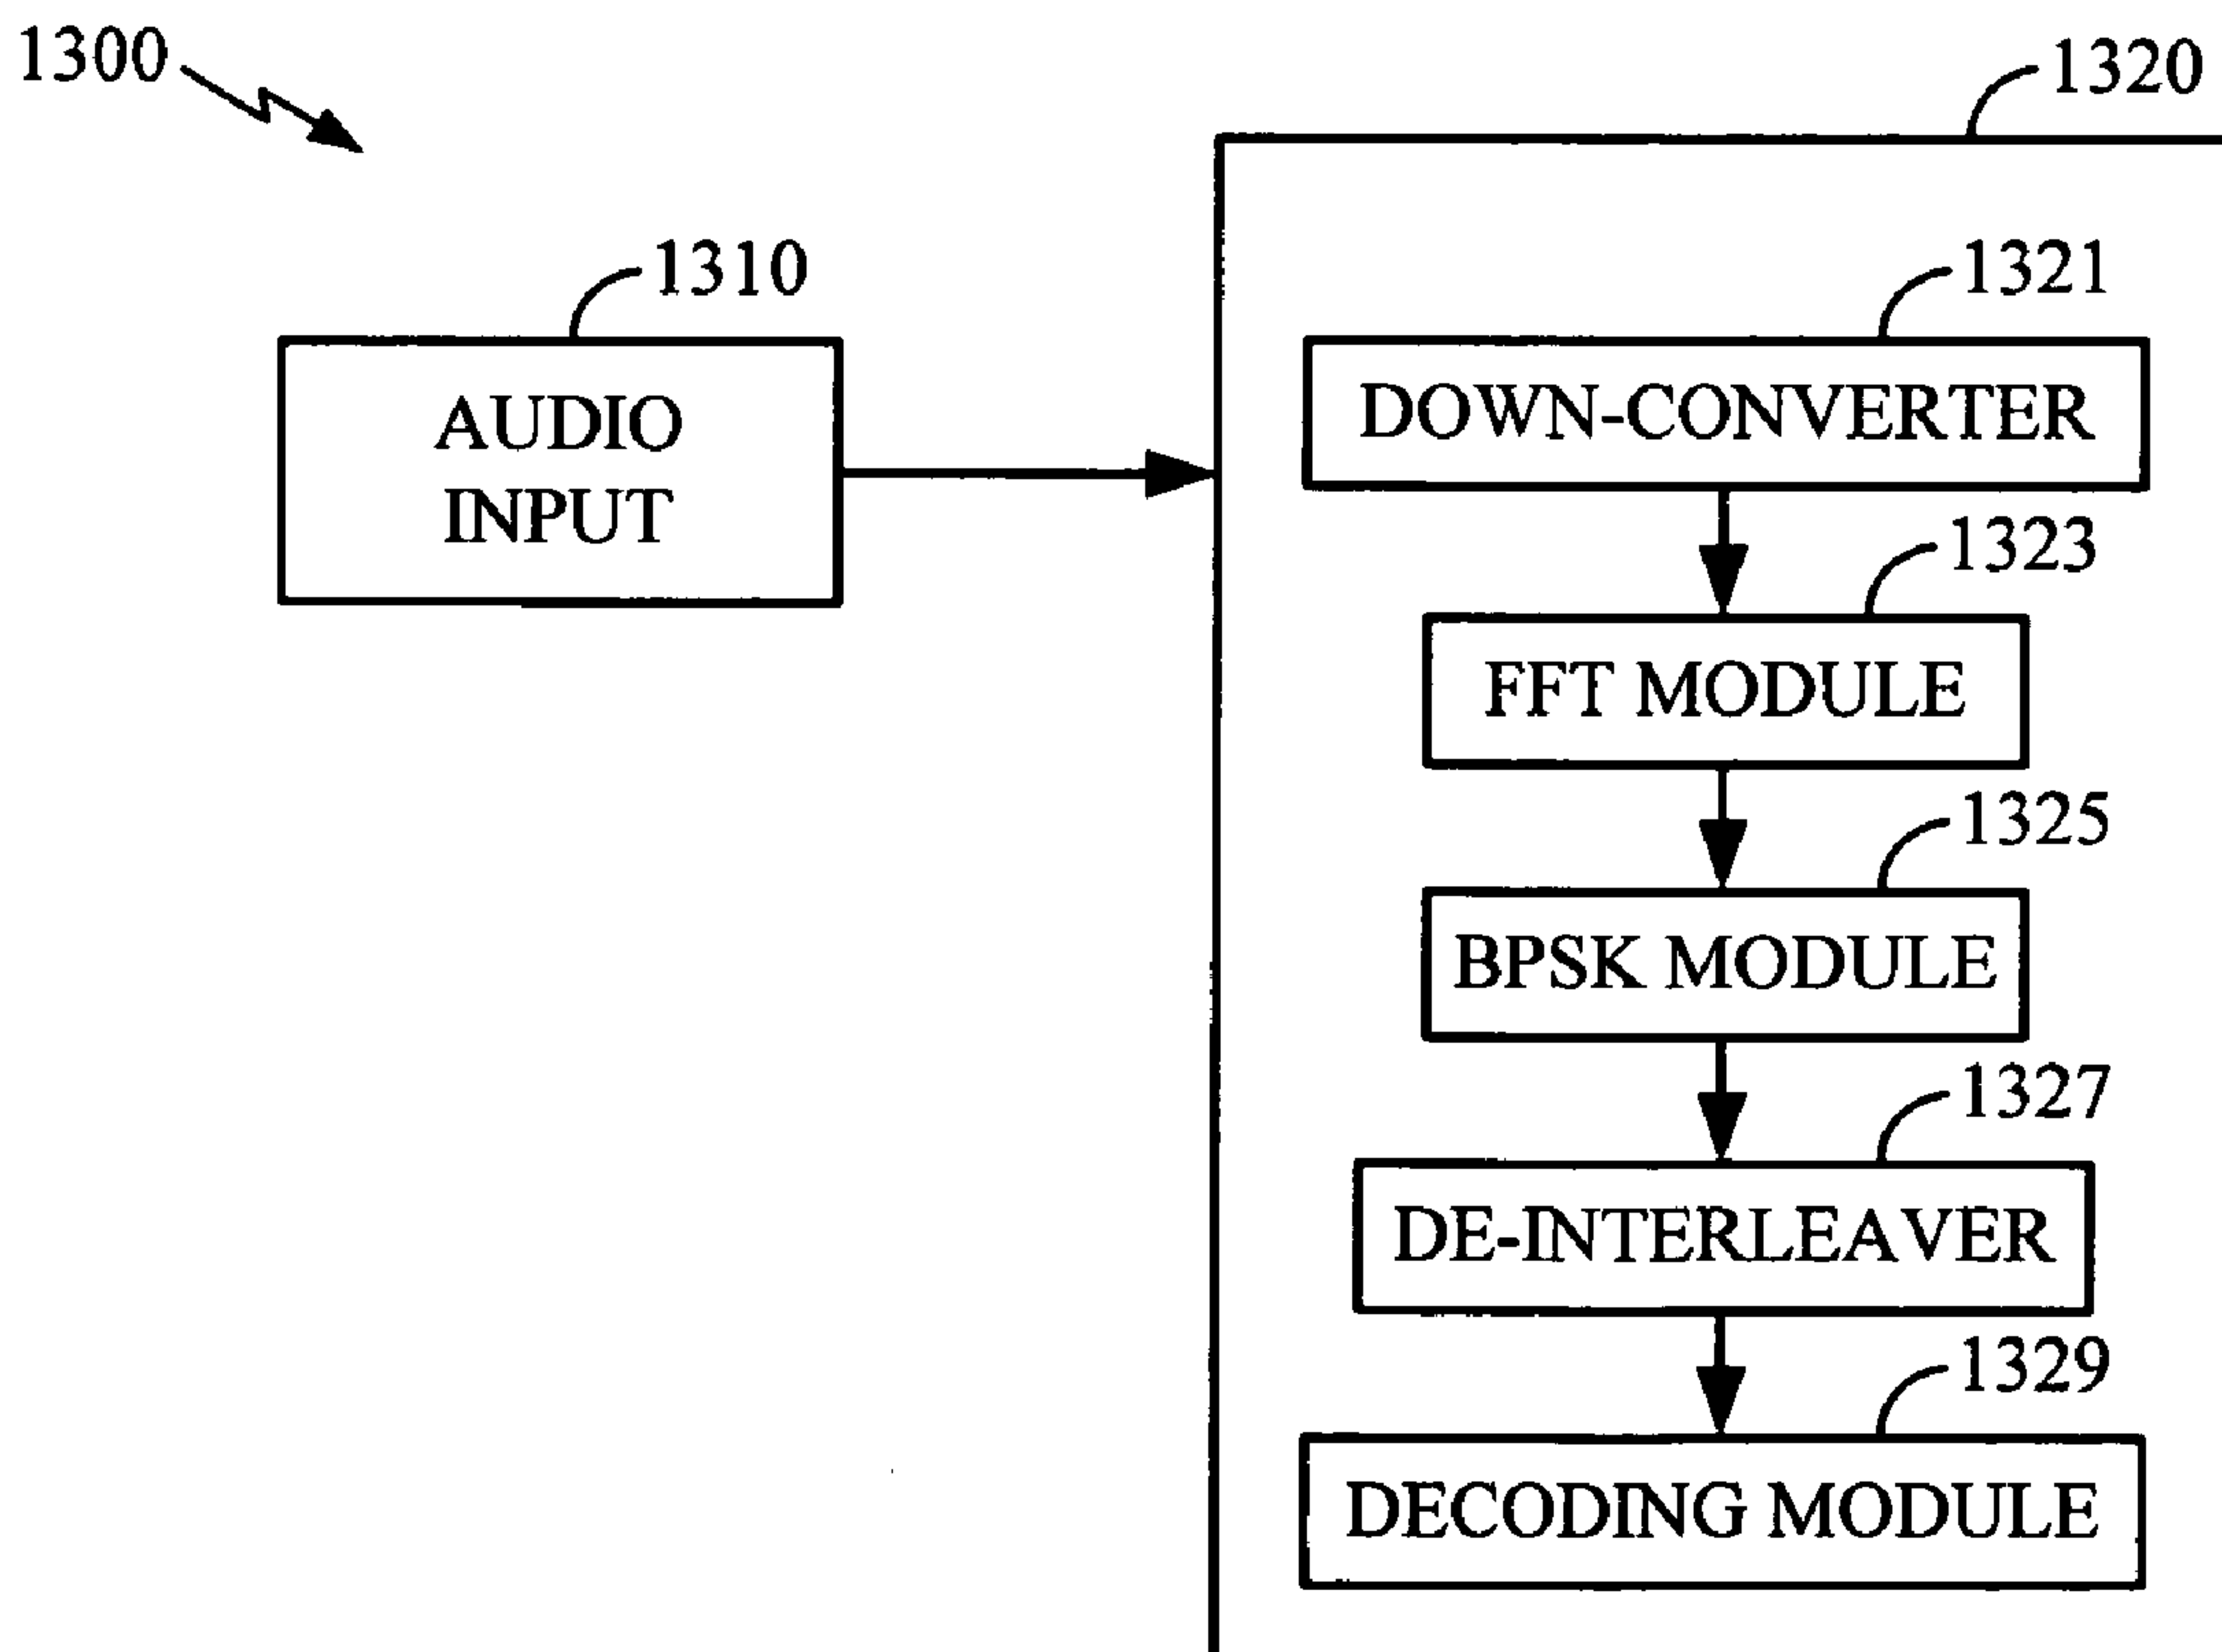 1300
1320
1310
1321
AUDIO
INPUT
DOWN-CONVERTER
1323
FFT MODULE
1325
BPSK MODULE
1327
DE-INTERLEAVER
1329
DECODING MODULE